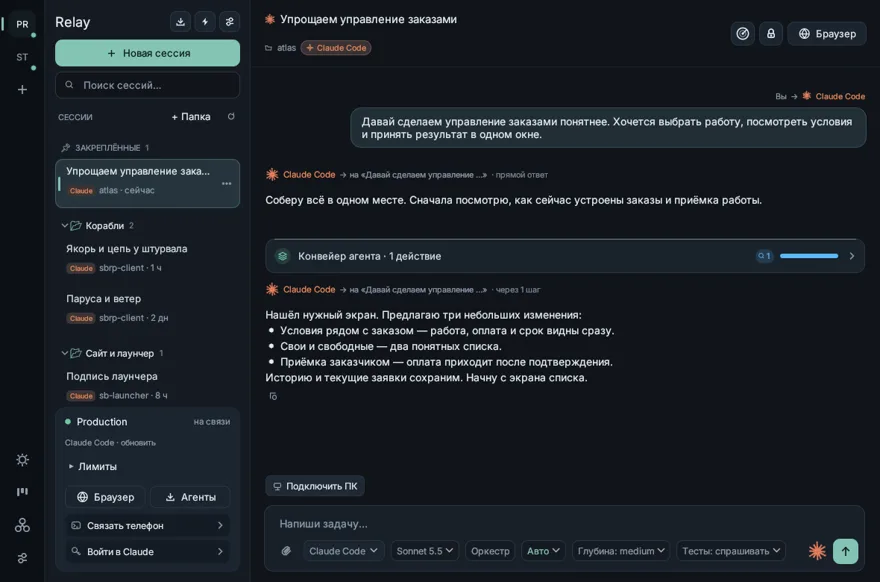 PR
ST
Relay
Новая сессия
Поиск сессий...
СЕССИИ
+ Папка
ЗАКРЕПЛЁННЫЕ 1
Упрощаем управление зака...
Claude atlas · сейчас
Корабли 2
Якорь и цепь у штурвала
Claude sbrp-client · 1 ч
Паруса и ветер
Claude sbrp-client · 2 дн
Сайт и лаунчер 1
Подпись лаунчера
Claude sb-launcher · 8 ч
Production на связи
Claude Code · обновить
Лимиты
Браузер
Агенты
Связать телефон
Войти в Claude
Упрощаем управление заказами
atlas Claude Code
Браузер
Вы → Claude Code
Давай сделаем управление заказами понятнее. Хочется выбрать работу, посмотреть условия
и принять результат в одном окне.
Claude Code → на «Давай сделаем управление ...» · прямой ответ
Соберу всё в одном месте. Сначала посмотрю, как сейчас устроены заказы и приёмка работы.
Конвейер агента · 1 действие
1
Claude Code → на «Давай сделаем управление ...» · через 1 шаг
Нашёл нужный экран. Предлагаю три небольших изменения:
• Условия рядом с заказом — работа, оплата и срок видны сразу.
• Свои и свободные — два понятных списка.
• Приёмка заказчиком — оплата приходит после подтверждения.
Историю и текущие заявки сохраним. Начну с экрана списка.
Подключить ПК
Напиши задачу...
Claude Code
Sonnet 5.5
Оркестр
Авто
Глубина: medium
Тесты: спрашивать